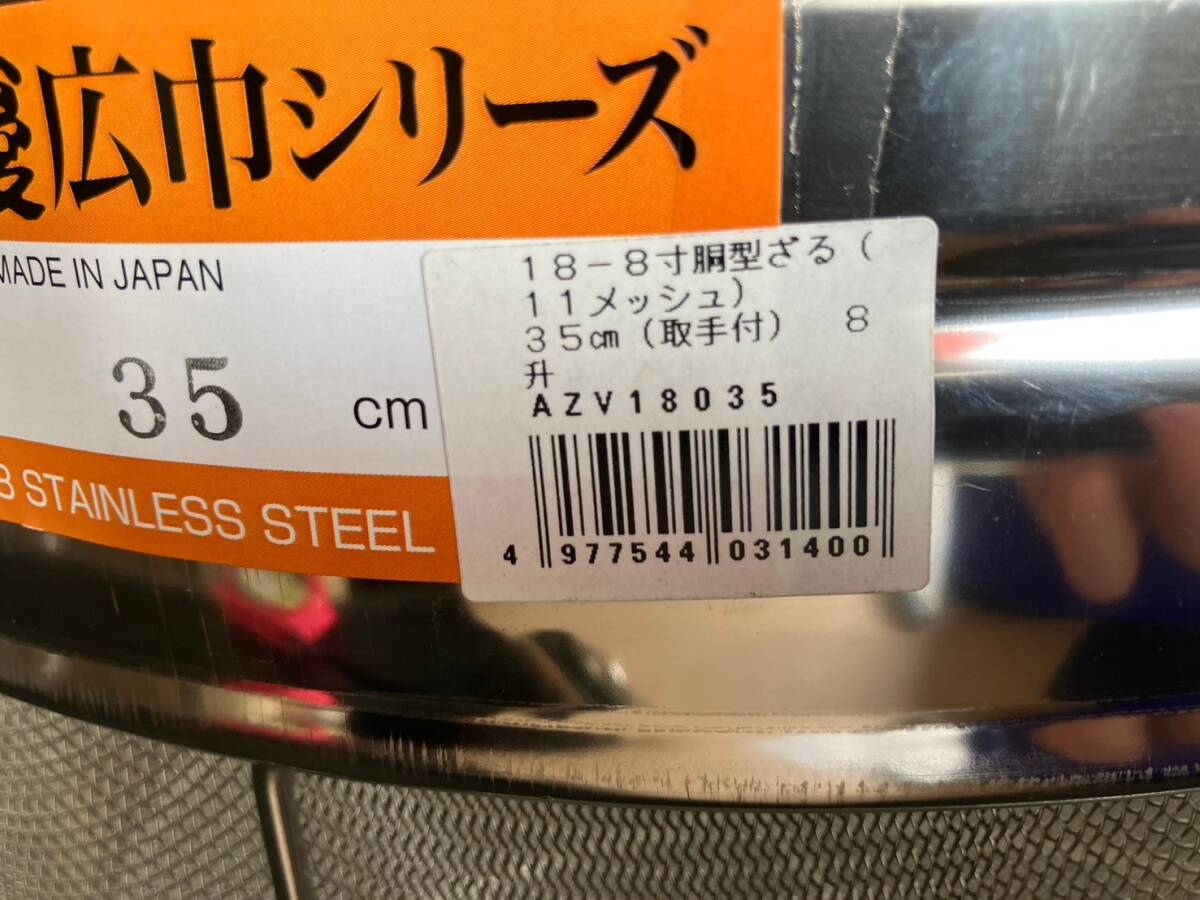 広巾シリーズ
MADE IN JAPAN
35 cm
8 STAINLESS STEEL
18-8寸胴型ざる(
11メッシュ)
35㎝(取手付) 8
升
AZV18035
4 977544 031400